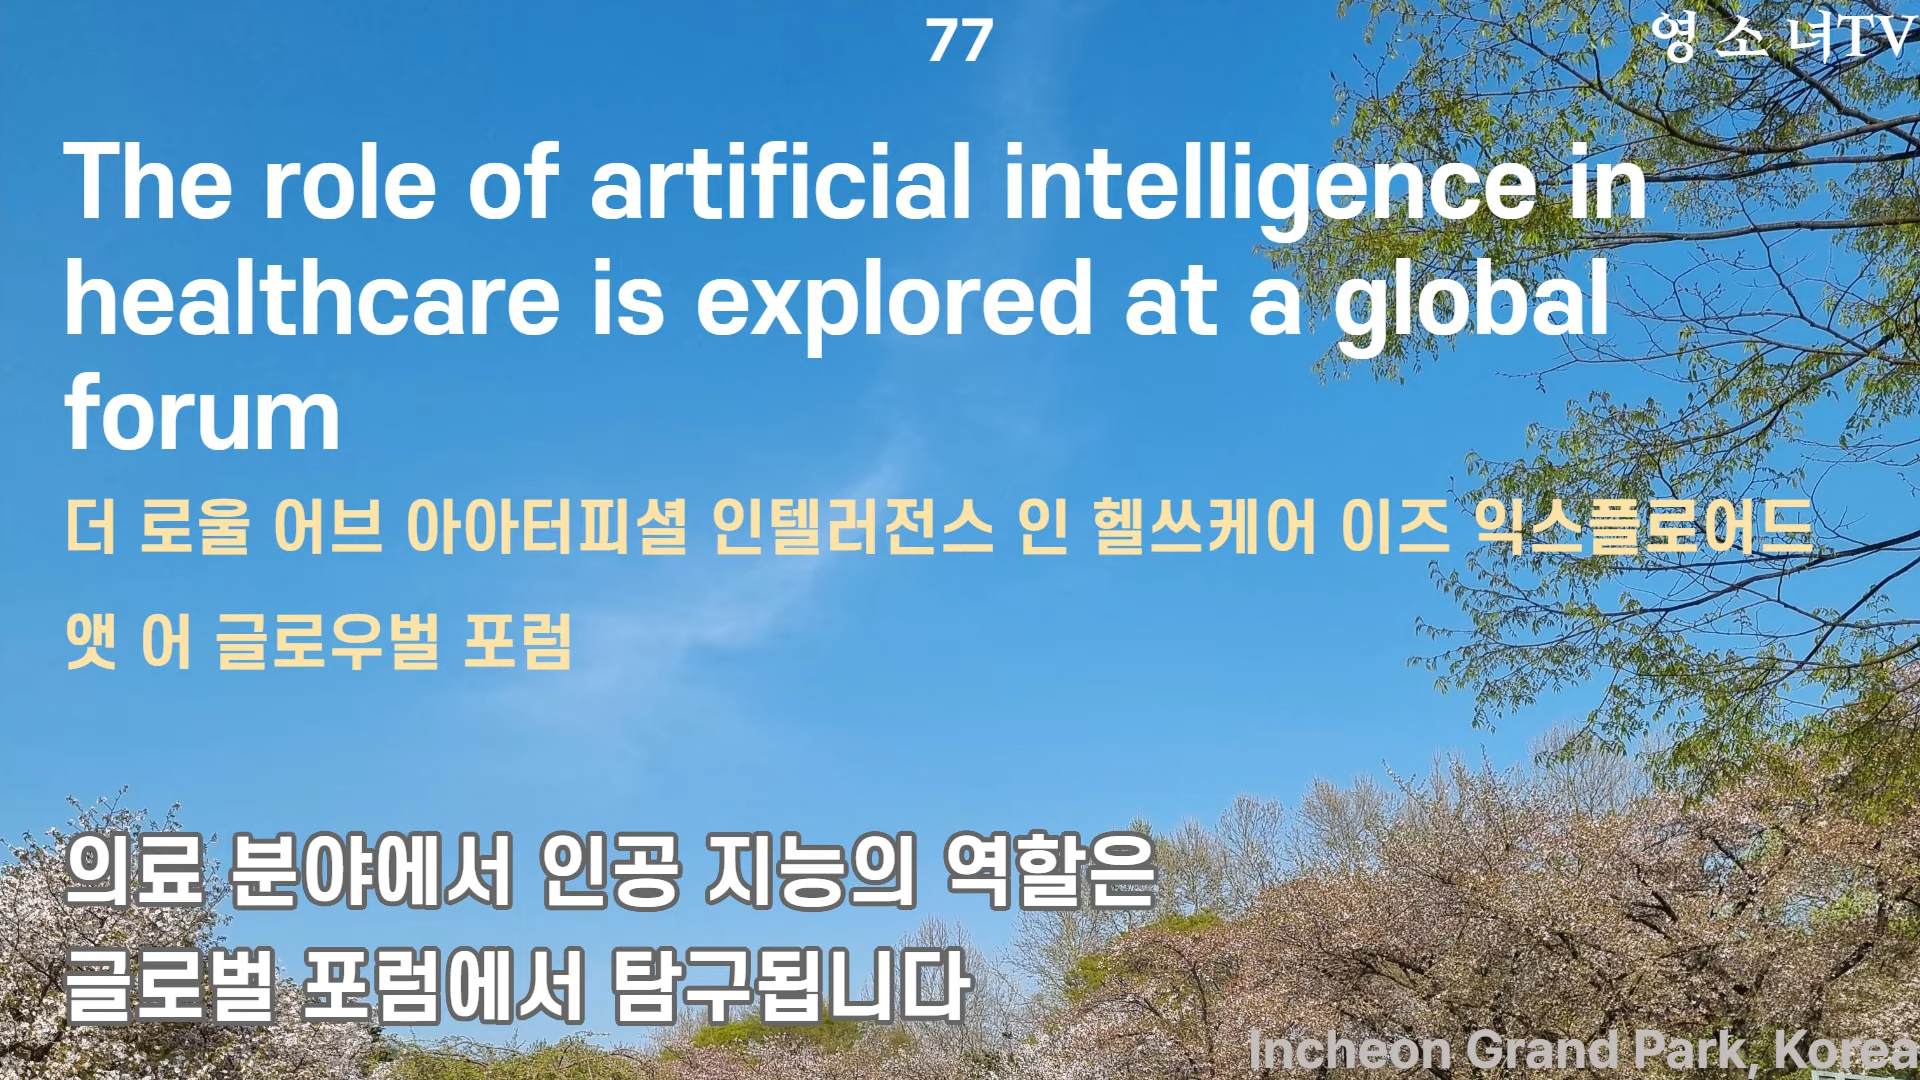 77
영 소 녀TV
The role of artificial intelligence in
healthcare is explored at a global
forum
더 로울 어브 아아터피셜 인텔러전스 인 헬쓰케어 이즈 익스플로어드
앳 어 글로우벌 포럼
의료 분야에서 인공 지능의 역할은
글로벌 포럼에서 탐구됩니다
Incheon Grand Park, Korea